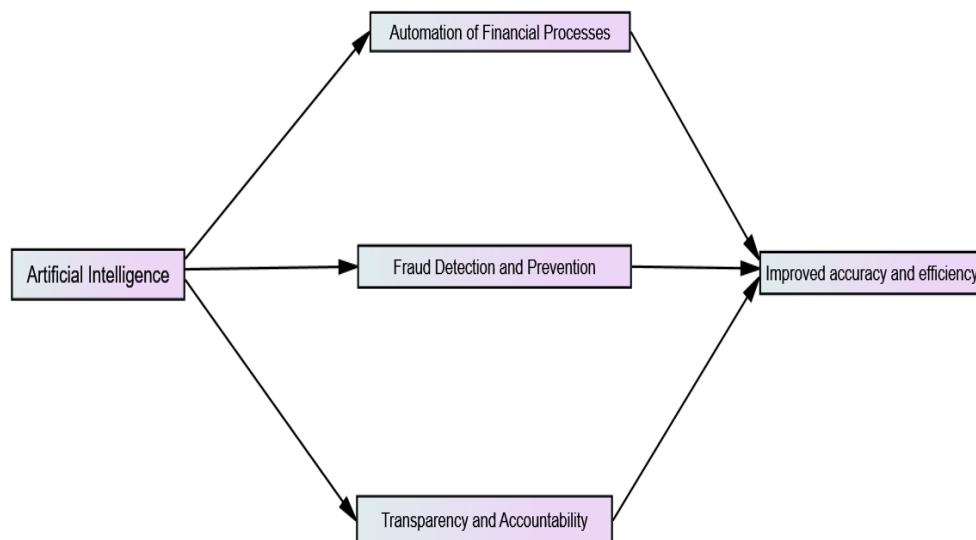 Automation of Financial Processes
Artificial Intelligence
Fraud Detection and Prevention
Improved accuracy and efficiency
Transparency and Accountability